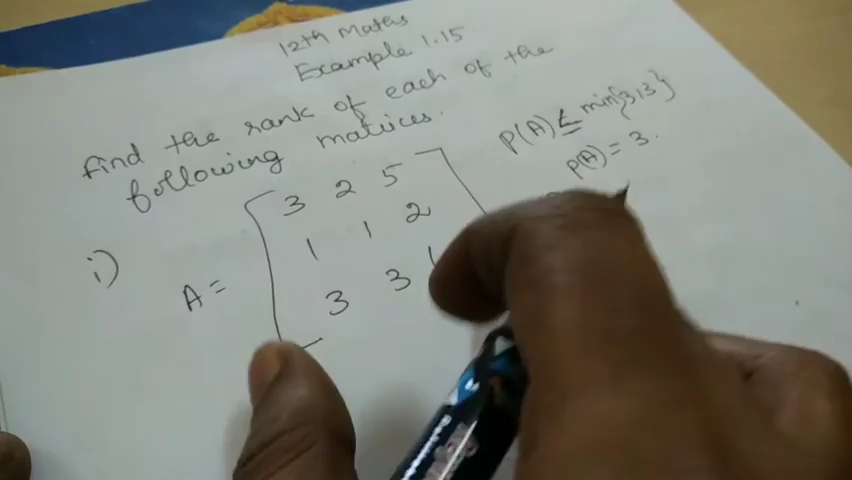 12th Maths
Example 1.15
Find the rank of each of the
following matrices.
ρ(A) ≤ min{3,3}
ρ(A) = 3.
i) A =
3 2 5
1 1 2
3 3